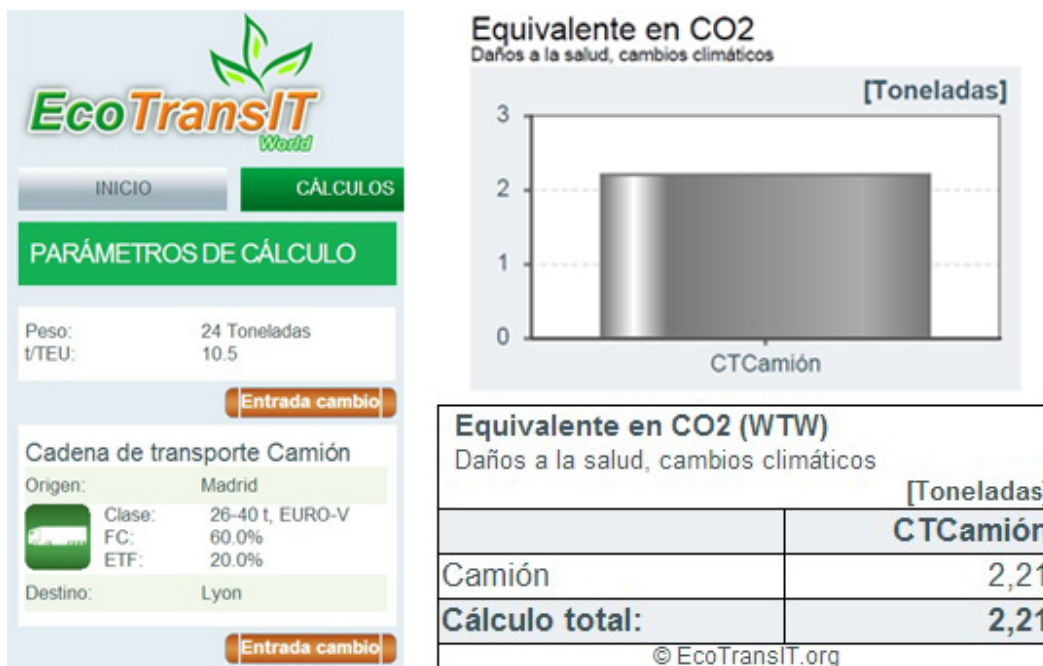 EcoTransIT
World
INICIO
CÁLCULOS
PARÁMETROS DE CÁLCULO
Peso: 24 Toneladas
t/TEU: 10.5
Entrada cambio
Cadena de transporte Camión
Origen: Madrid
Clase: 26-40 t, EURO-V
FC: 60.0%
ETF: 20.0%
Destino: Lyon
Entrada cambio
Equivalente en CO2
Daños a la salud, cambios climáticos
[Toneladas]
3
2
1
0
CTCamión
Equivalente en CO2 (WTW)
Daños a la salud, cambios climáticos
[Toneladas]
CTCamión
Camión 2,21
Cálculo total: 2,21
© EcoTransIT.org